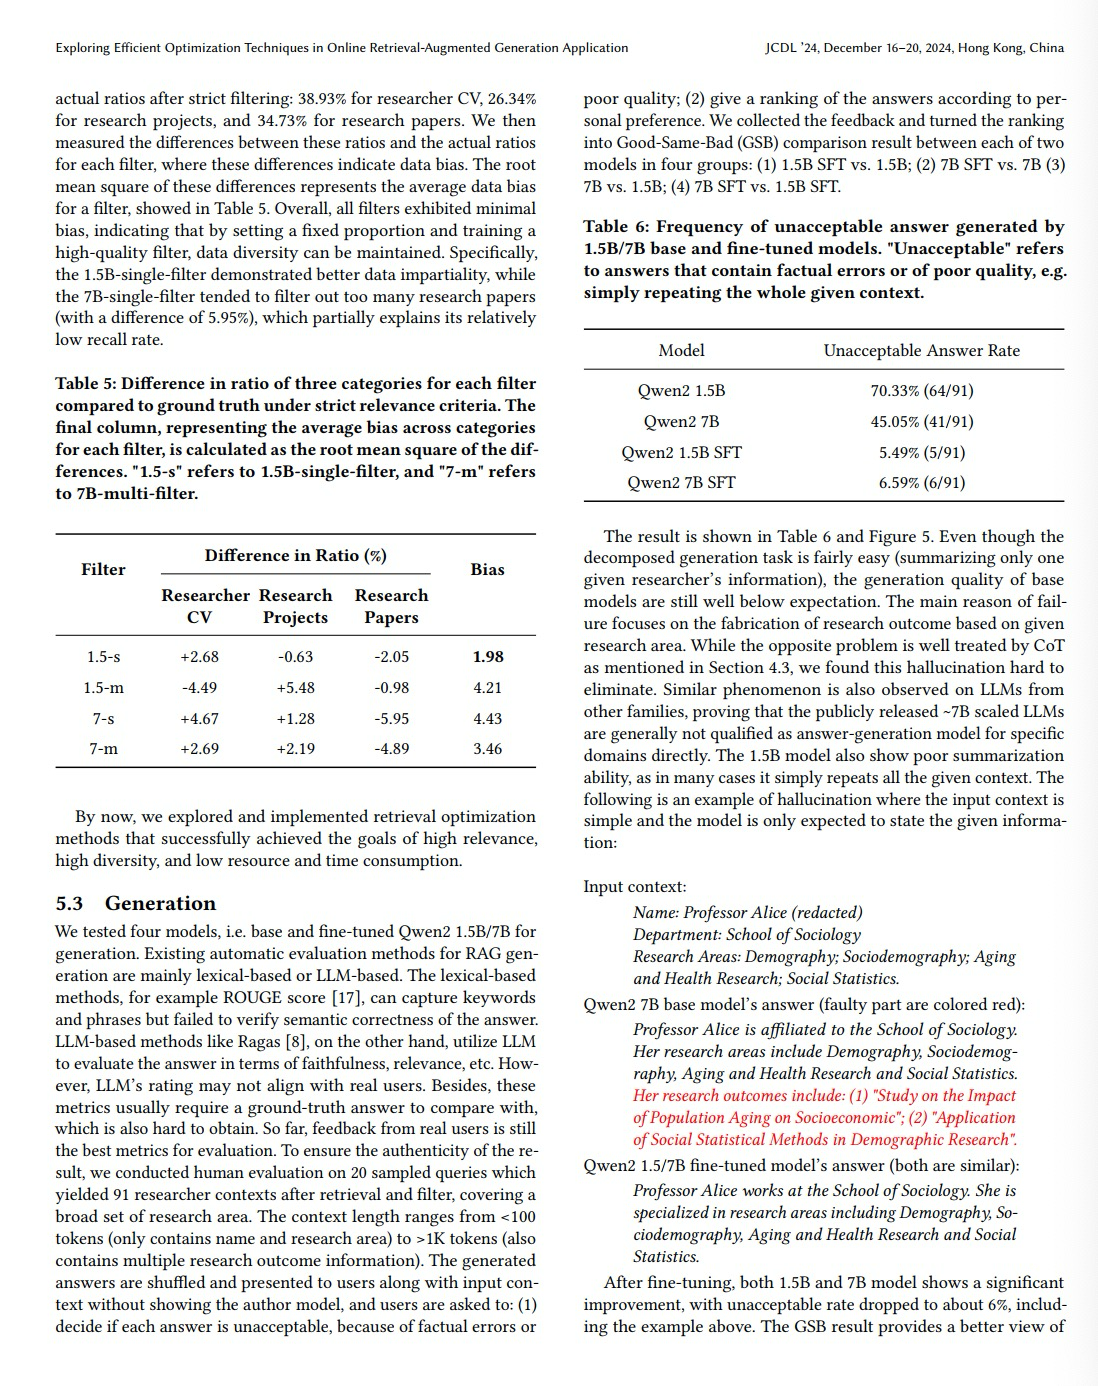 Exploring Efficient Optimization Techniques in Online Retrieval-Augmented Generation Application
JCDL '24, December 16–20, 2024, Hong Kong, China
actual ratios after strict filtering: 38.93% for researcher CV, 26.34%
for research projects, and 34.73% for research papers. We then
measured the differences between these ratios and the actual ratios
for each filter, where these differences indicate data bias. The root
mean square of these differences represents the average data bias
for a filter, showed in Table 5. Overall, all filters exhibited minimal
bias, indicating that by setting a fixed proportion and training a
high-quality filter, data diversity can be maintained. Specifically,
the 1.5B-single-filter demonstrated better data impartiality, while
the 7B-single-filter tended to filter out too many research papers
(with a difference of 5.95%), which partially explains its relatively
low recall rate.
Table 5: Difference in ratio of three categories for each filter
compared to ground truth under strict relevance criteria. The
final column, representing the average bias across categories
for each filter, is calculated as the root mean square of the dif-
ferences. "1.5-s" refers to 1.5B-single-filter, and "7-m" refers
to 7B-multi-filter.
Filter Difference in Ratio (%) Bias
Researcher Research Research
CV Projects Papers
1.5-s +2.68 -0.63 -2.05 1.98
1.5-m -4.49 +5.48 -0.98 4.21
7-s +4.67 +1.28 -5.95 4.43
7-m +2.69 +2.19 -4.89 3.46
By now, we explored and implemented retrieval optimization
methods that successfully achieved the goals of high relevance,
high diversity, and low resource and time consumption.
5.3 Generation
We tested four models, i.e. base and fine-tuned Qwen2 1.5B/7B for
generation. Existing automatic evaluation methods for RAG gen-
eration are mainly lexical-based or LLM-based. The lexical-based
methods, for example ROUGE score [17], can capture keywords
and phrases but failed to verify semantic correctness of the answer.
LLM-based methods like Ragas [8], on the other hand, utilize LLM
to evaluate the answer in terms of faithfulness, relevance, etc. How-
ever, LLM's rating may not align with real users. Besides, these
metrics usually require a ground-truth answer to compare with,
which is also hard to obtain. So far, feedback from real users is still
the best metrics for evaluation. To ensure the authenticity of the re-
sult, we conducted human evaluation on 20 sampled queries which
yielded 91 researcher contexts after retrieval and filter, covering a
broad set of research area. The context length ranges from <100
tokens (only contains name and research area) to >1K tokens (also
contains multiple research outcome information). The generated
answers are shuffled and presented to users along with input con-
text without showing the author model, and users are asked to: (1)
decide if each answer is unacceptable, because of factual errors or
poor quality; (2) give a ranking of the answers according to per-
sonal preference. We collected the feedback and turned the ranking
into Good-Same-Bad (GSB) comparison result between each of two
models in four groups: (1) 1.5B SFT vs. 1.5B; (2) 7B SFT vs. 7B (3)
7B vs. 1.5B; (4) 7B SFT vs. 1.5B SFT.
Table 6: Frequency of unacceptable answer generated by
1.5B/7B base and fine-tuned models. "Unacceptable" refers
to answers that contain factual errors or of poor quality, e.g.
simply repeating the whole given context.
Model Unacceptable Answer Rate
Qwen2 1.5B 70.33% (64/91)
Qwen2 7B 45.05% (41/91)
Qwen2 1.5B SFT 5.49% (5/91)
Qwen2 7B SFT 6.59% (6/91)
The result is shown in Table 6 and Figure 5. Even though the
decomposed generation task is fairly easy (summarizing only one
given researcher's information), the generation quality of base
models are still well below expectation. The main reason of fail-
ure focuses on the fabrication of research outcome based on given
research area. While the opposite problem is well treated by CoT
as mentioned in Section 4.3, we found this hallucination hard to
eliminate. Similar phenomenon is also observed on LLMs from
other families, proving that the publicly released ~7B scaled LLMs
are generally not qualified as answer-generation model for specific
domains directly. The 1.5B model also show poor summarization
ability, as in many cases it simply repeats all the given context. The
following is an example of hallucination where the input context is
simple and the model is only expected to state the given informa-
tion:
Input context:
Name: Professor Alice (redacted)
Department: School of Sociology
Research Areas: Demography; Sociodemography; Aging
and Health Research; Social Statistics.
Qwen2 7B base model's answer (faulty part are colored red):
Professor Alice is affiliated to the School of Sociology.
Her research areas include Demography, Sociodemog-
raphy, Aging and Health Research and Social Statistics.
Her research outcomes include: (1) "Study on the Impact
of Population Aging on Socioeconomic"; (2) "Application
of Social Statistical Methods in Demographic Research".
Qwen2 1.5/7B fine-tuned model's answer (both are similar):
Professor Alice works at the School of Sociology. She is
specialized in research areas including Demography, So-
ciodemography, Aging and Health Research and Social
Statistics.
After fine-tuning, both 1.5B and 7B model shows a significant
improvement, with unacceptable rate dropped to about 6%, includ-
ing the example above. The GSB result provides a better view of